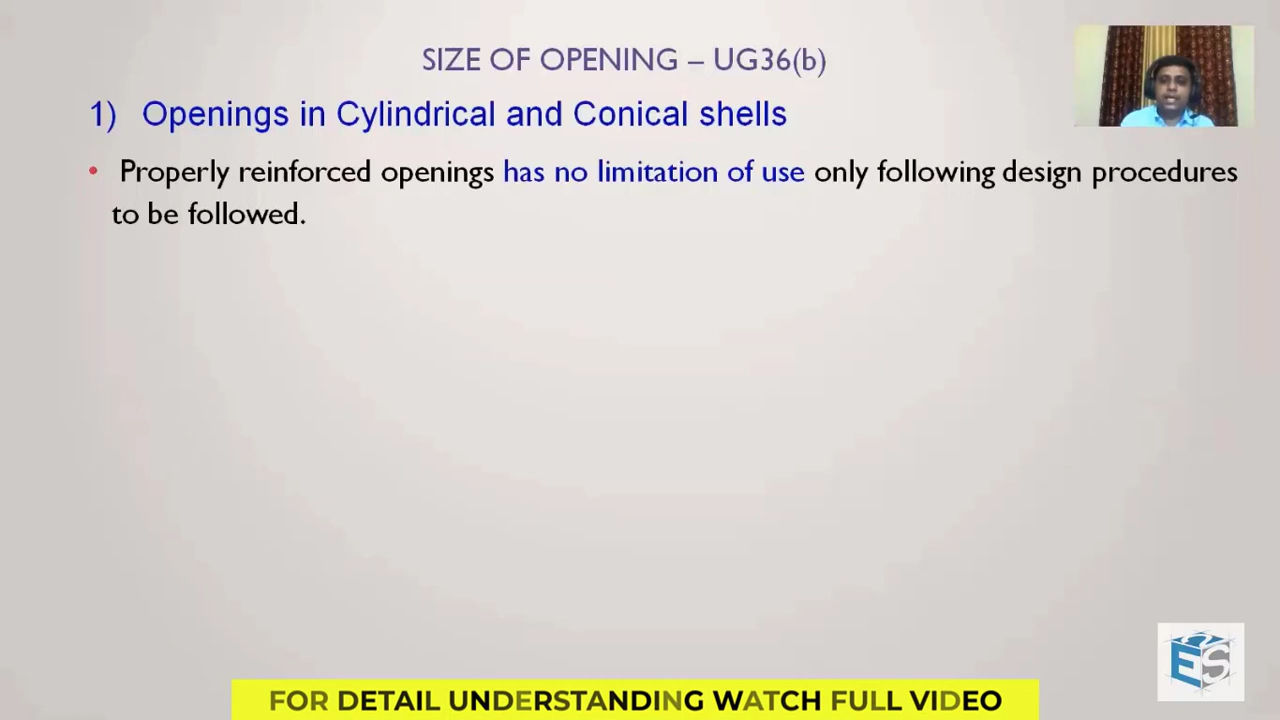 SIZE OF OPENING – UG36(b)
1) Openings in Cylindrical and Conical shells
• Properly reinforced openings has no limitation of use only following design procedures
to be followed.
ES
FOR DETAIL UNDERSTANDING WATCH FULL VIDEO